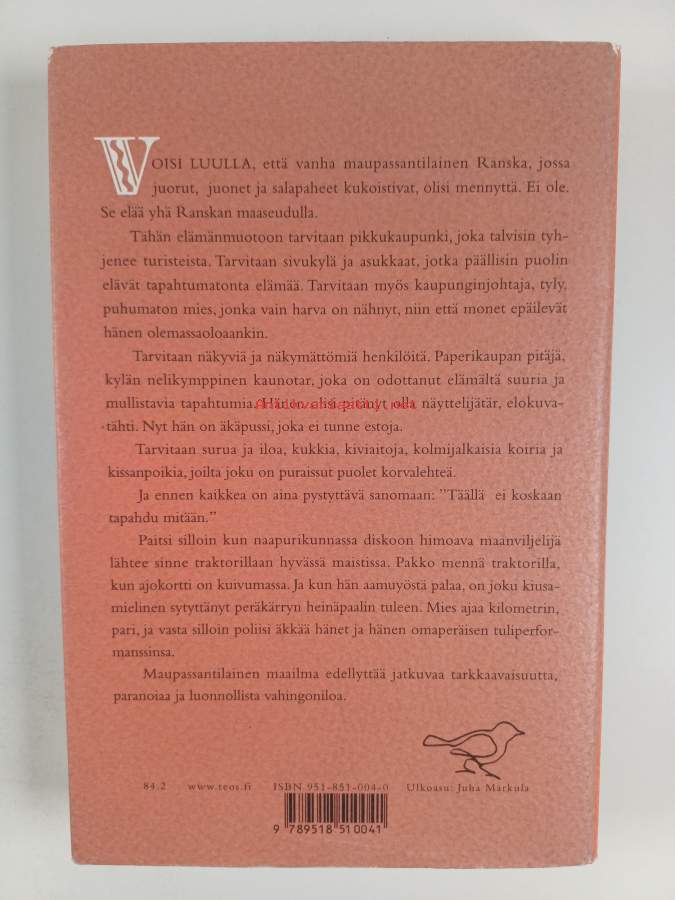 VOISI LUULLA, että vanha maupassantilainen Ranska, jossa
juorut, juonet ja salapaheet kukoistivat, olisi mennyttä. Ei ole.
Se elää yhä Ranskan maaseudulla.
Tähän elämänmuotoon tarvitaan pikkukaupunki, joka talvisin tyh-
jenee turisteista. Tarvitaan sivukylä ja asukkaat, jotka päällisin puolin
elävät tapahtumatonta elämää. Tarvitaan myös kaupunginjohtaja, tyly,
puhumaton mies, jonka vain harva on nähnyt, niin että monet epäilevät
hänen olemassaoloaankin.
Tarvitaan näkyviä ja näkymättömiä henkilöitä. Paperikaupan pitäjä,
kylän nelikymppinen kaunotar, joka on odottanut elämältä suuria ja
mullistavia tapahtumia. Hänen olisi pitänyt olla näyttelijätär, elokuva-
tähti. Nyt hän on äkäpussi, joka ei tunne estoja.
Tarvitaan surua ja iloa, kukkia, kiviaitoja, kolmijalkaisia koiria ja
kissanpoikia, joilta joku on puraissut puolet korvalehteä.
Ja ennen kaikkea on aina pystyttävä sanomaan: ”Täällä ei koskaan
tapahdu mitään.”
Paitsi silloin kun naapurikunnassa diskoon himoava maanviljelijä
lähtee sinne traktorillaan hyvässä maistissa. Pakko mennä traktorilla,
kun ajokortti on kuivumassa. Ja kun hän aamuyöstä palaa, on joku kiusa-
mielinen sytyttänyt peräkärryn heinäpaalin tuleen. Mies ajaa kilometrin,
pari, ja vasta silloin poliisi äkkää hänet ja hänen omaperäisen tuliperfor-
manssinsa.
Maupassantilainen maailma edellyttää jatkuvaa tarkkaavaisuutta,
paranoiaa ja luonnollista vahingoniloa.
84.2 www.teos.fi ISBN 951-851-004-0 Ulkoasu: Juha Markula
9 789518 510041